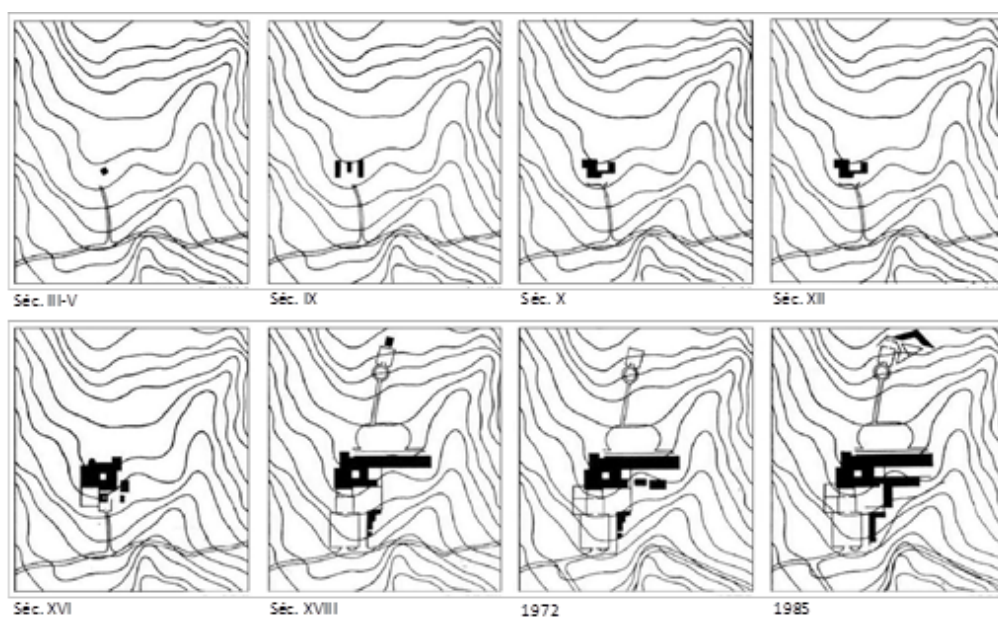 Séc. III-V
Séc. IX
Séc. X
Séc. XII
Séc. XVI
Séc. XVIII
1972
1985